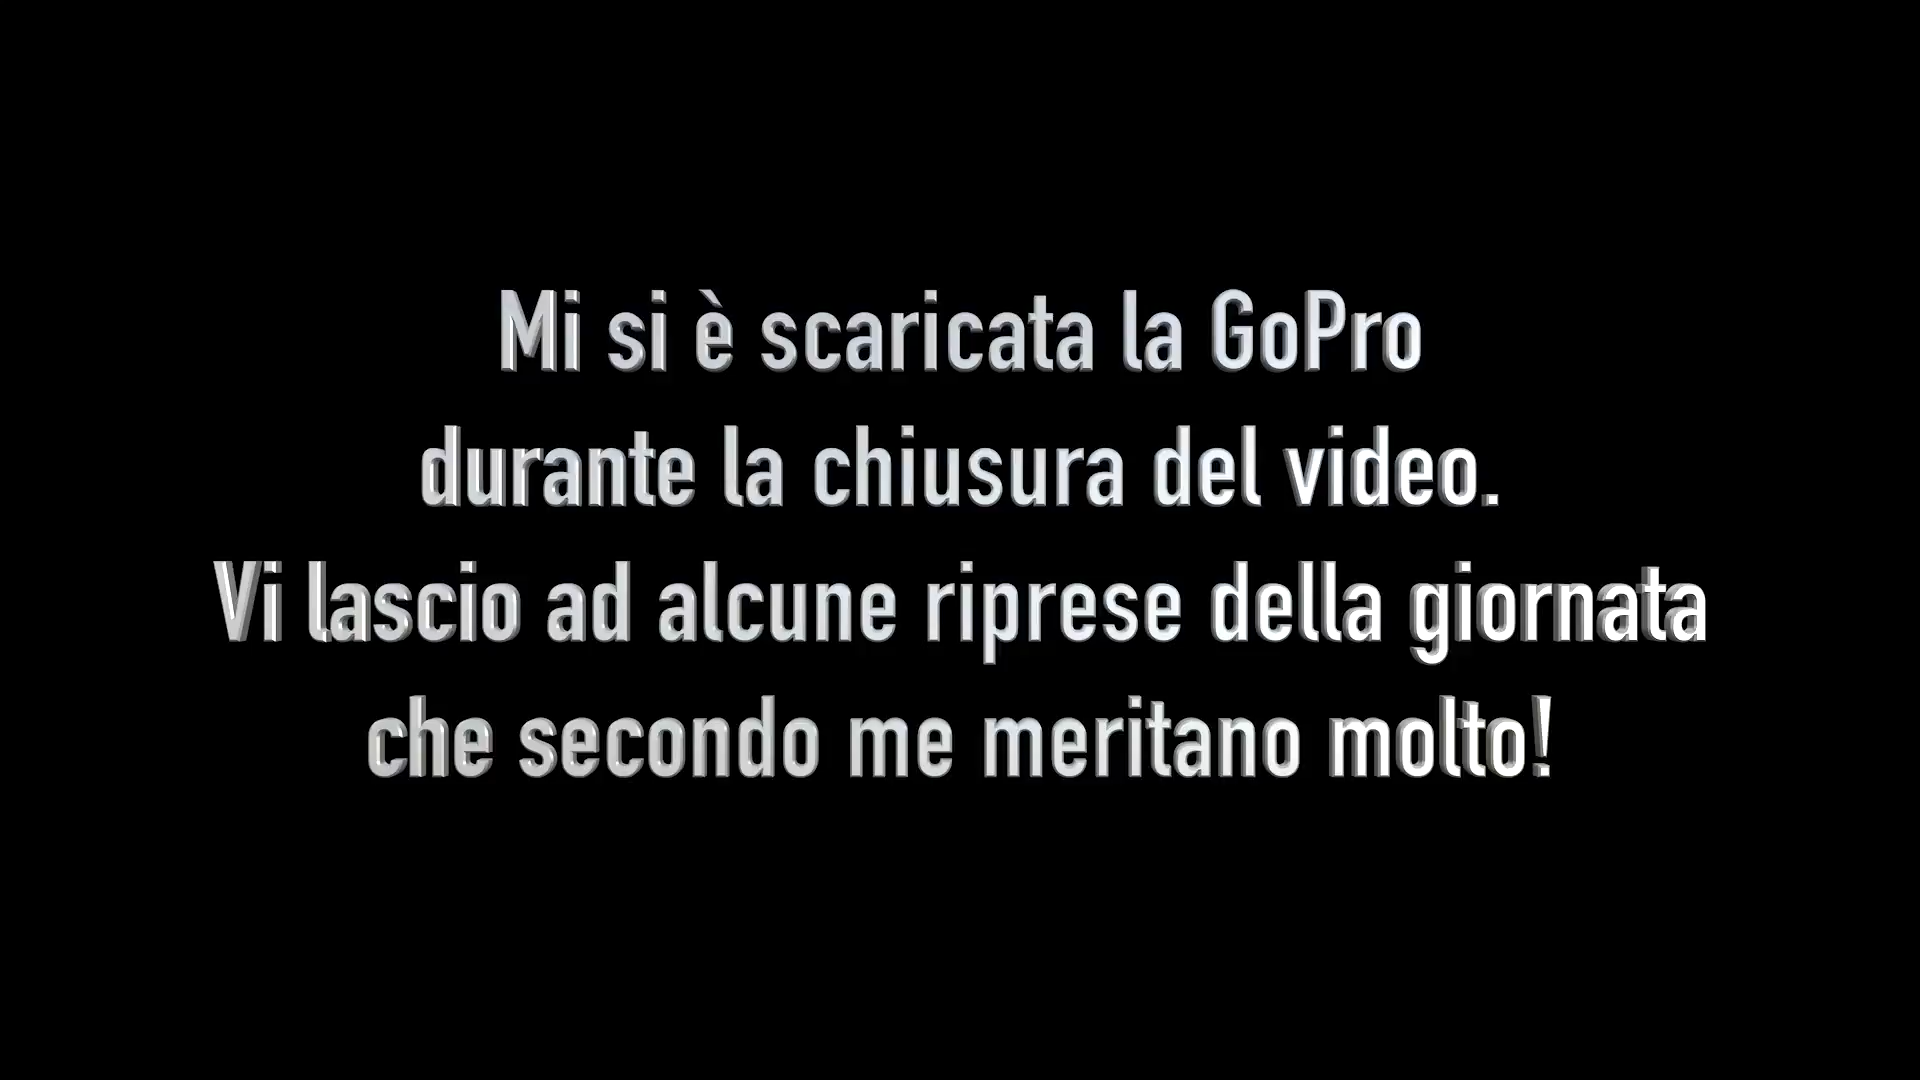 Mi si è scaricata la GoPro
durante la chiusura del video.
Vi lascio ad alcune riprese della giornata
che secondo me meritano molto!